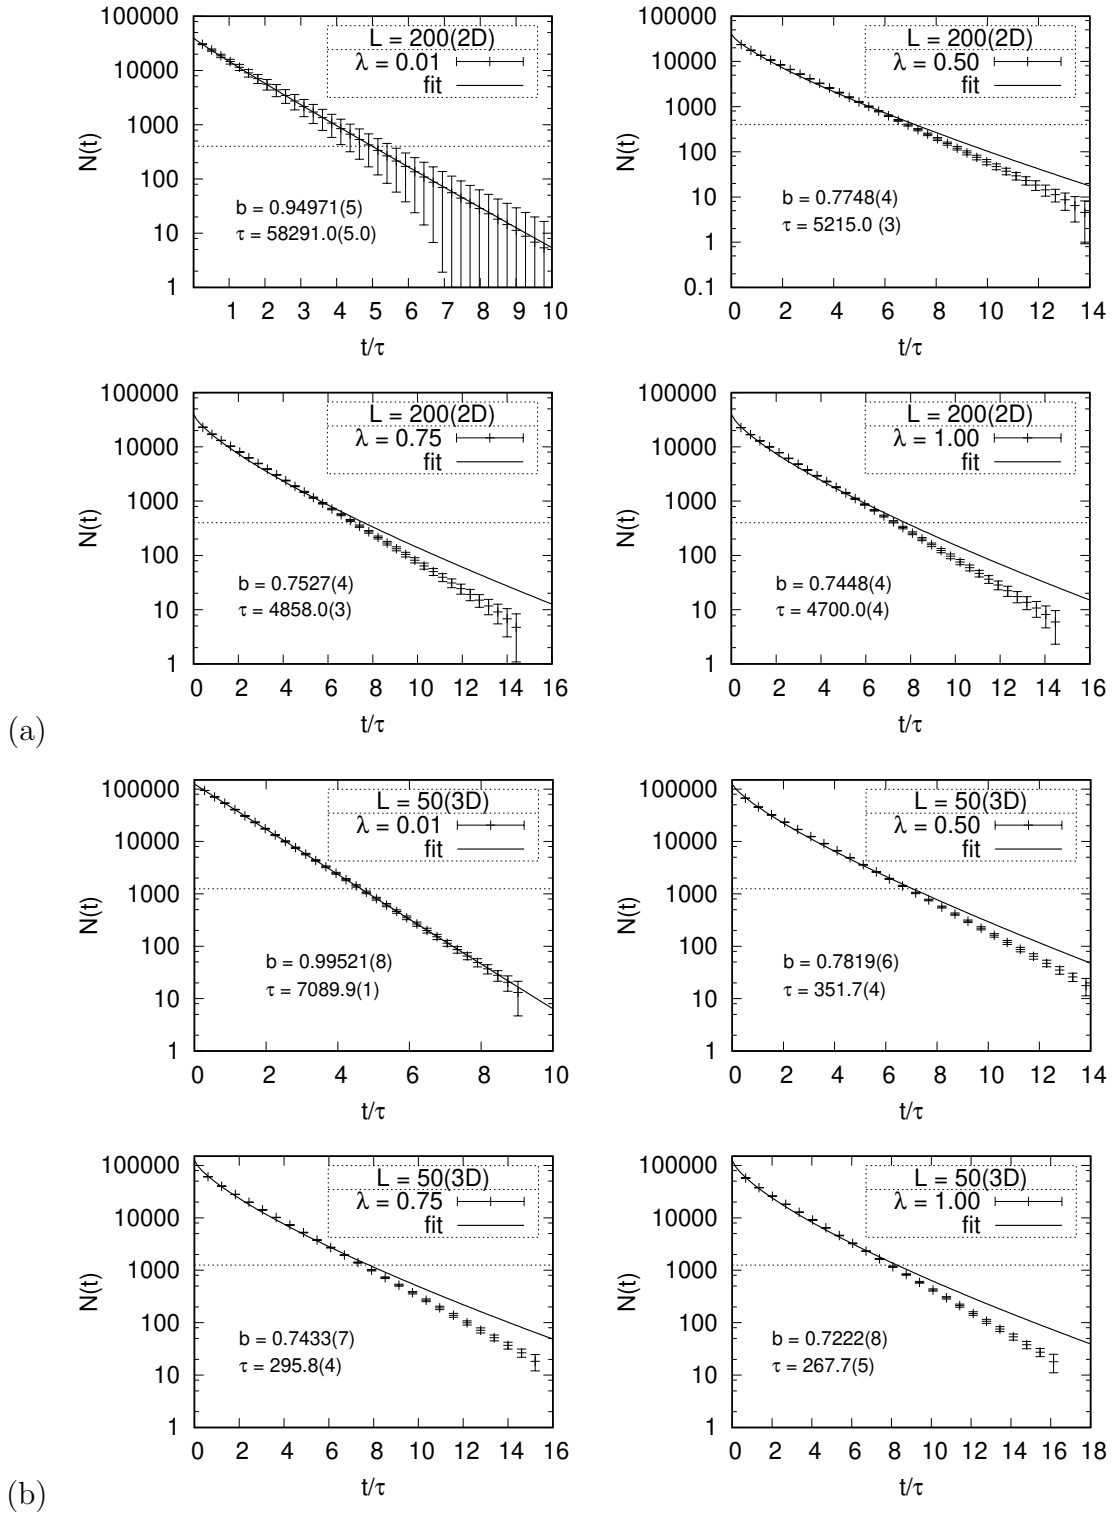 100000
10000
1000
100
10
1
N(t)
L = 200(2D)
λ = 0.01
fit
b = 0.94971(5)
τ = 58291.0(5.0)
1 2 3 4 5 6 7 8 9 10
t/τ
100000
10000
1000
100
10
1
0.1
N(t)
L = 200(2D)
λ = 0.50
fit
b = 0.7748(4)
τ = 5215.0 (3)
0 2 4 6 8 10 12 14
t/τ
100000
10000
1000
100
10
1
N(t)
L = 200(2D)
λ = 0.75
fit
b = 0.7527(4)
τ = 4858.0(3)
0 2 4 6 8 10 12 14 16
t/τ
100000
10000
1000
100
10
1
N(t)
L = 200(2D)
λ = 1.00
fit
b = 0.7448(4)
τ = 4700.0(4)
0 2 4 6 8 10 12 14 16
t/τ
(a)
100000
10000
1000
100
10
1
N(t)
L = 50(3D)
λ = 0.01
fit
b = 0.99521(8)
τ = 7089.9(1)
0 2 4 6 8 10
t/τ
100000
10000
1000
100
10
1
N(t)
L = 50(3D)
λ = 0.50
fit
b = 0.7819(6)
τ = 351.7(4)
0 2 4 6 8 10 12 14
t/τ
100000
10000
1000
100
10
1
N(t)
L = 50(3D)
λ = 0.75
fit
b = 0.7433(7)
τ = 295.8(4)
0 2 4 6 8 10 12 14 16
t/τ
100000
10000
1000
100
10
1
N(t)
L = 50(3D)
λ = 1.00
fit
b = 0.7222(8)
τ = 267.7(5)
0 2 4 6 8 10 12 14 16 18
t/τ
(b)